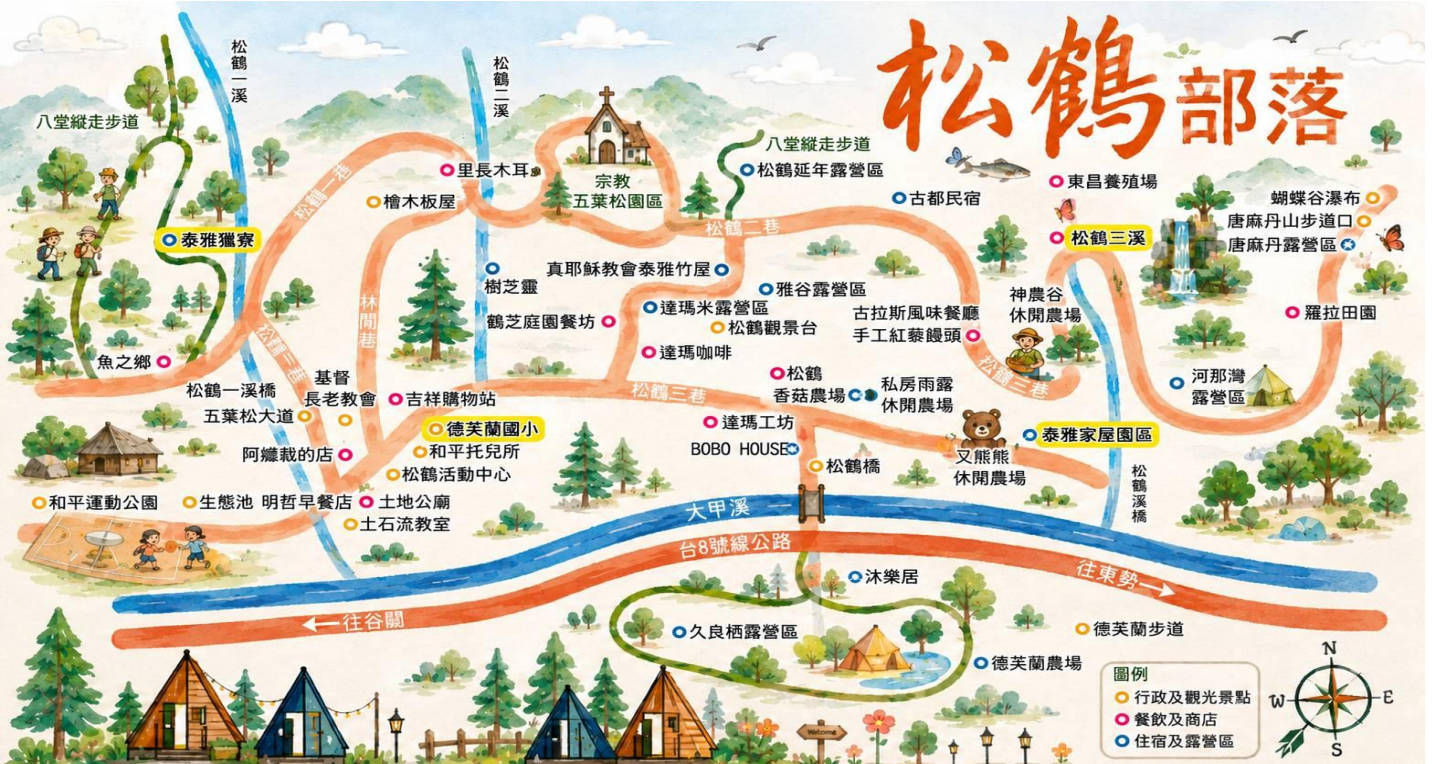 松鶴部落
松鶴一溪
松鶴二溪
八堂縱走步道
八堂縱走步道
里長木耳
松鶴延年露營區
松鶴一巷
宗教
五葉松園區
檜木板屋
古都民宿
東昌養殖場
蝴蝶谷瀑布
唐麻丹山步道口
唐麻丹露營區
泰雅獵寮
松鶴二巷
松鶴三溪
真耶穌教會泰雅竹屋
樹芝靈
雅谷露營區
達瑪米露營區
鶴芝庭園餐坊
松鶴觀景台
古拉斯風味餐廳
手工紅藜饅頭
神農谷
休閒農場
羅拉田園
林閒巷
松鶴二巷
魚之鄉
達瑪咖啡
松鶴一溪橋
基督
長老教會
吉祥購物站
松鶴三巷
松鶴
香菇農場
私房雨露
休閒農場
松鶴三巷
河那灣
露營區
五葉松大道
德芙蘭國小
達瑪工坊
泰雅家屋園區
阿孅栽的店
和平托兒所
BOBO HOUSE
松鶴橋
又熊熊
休閒農場
松鶴活動中心
松鶴溪橋
和平運動公園
生態池
明哲早餐店
土地公廟
土石流教室
大甲溪
台8號線公路
往東勢
往谷關
沐樂居
久良栖露營區
德芙蘭步道
德芙蘭農場
圖例
行政及觀光景點
餐飲及商店
住宿及露營區
Welcome
N
W
E
S